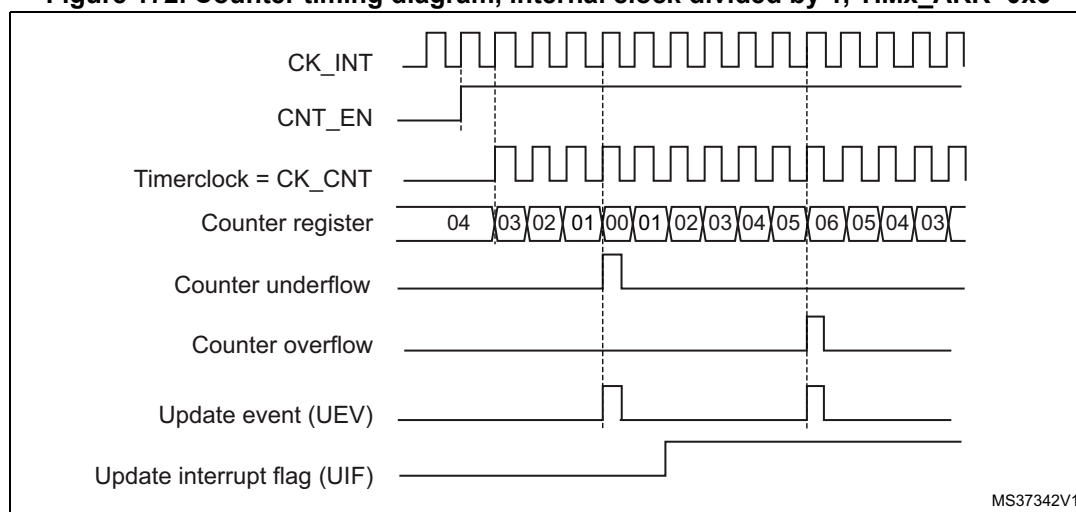 Figure 172. Counter timing diagram, internal clock divided by 1, TIMx_ARR=0x6
CK_INT
CNT_EN
Timerclock = CK_CNT
Counter register 04 03 02 01 00 01 02 03 04 05 06 05 04 03
Counter underflow
Counter overflow
Update event (UEV)
Update interrupt flag (UIF)
MS37342V1